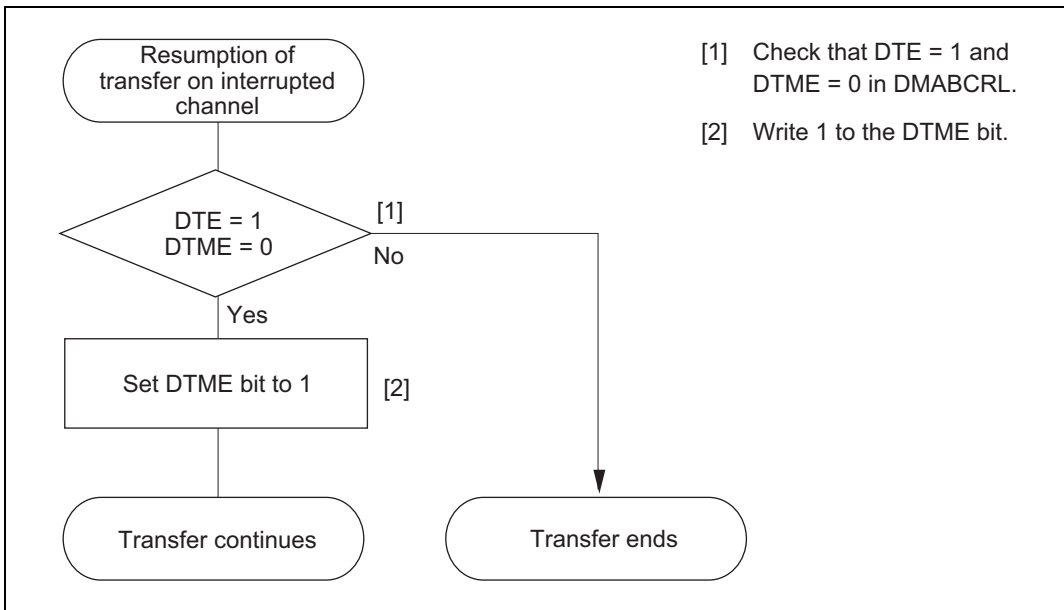 Resumption of
transfer on interrupted
channel
[1] Check that DTE = 1 and
DTME = 0 in DMABCRL.
[2] Write 1 to the DTME bit.
DTE = 1
DTME = 0
[1]
No
Yes
Set DTME bit to 1
[2]
Transfer continues
Transfer ends